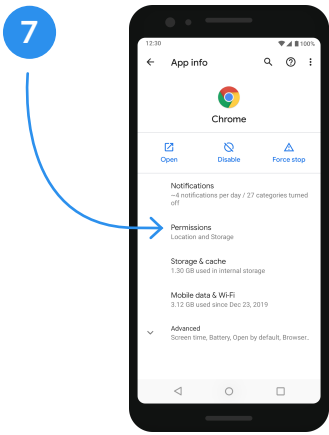 7
12:30
100%
App info
Chrome
Open
Disable
Force stop
Notifications
~4 notifications per day / 27 categories turned
off
Permissions
Location and Storage
Storage & cache
1.30 GB used in internal storage
Mobile data & Wi-Fi
3.12 GB used since Dec 23, 2019
Advanced
Screen time, Battery, Open by default, Browser..